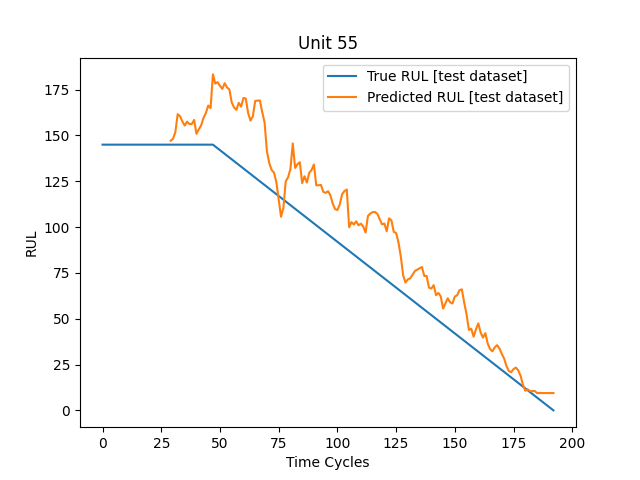 Unit 55
True RUL [test dataset]
Predicted RUL [test dataset]
RUL
175
150
125
100
75
50
25
0
0 25 50 75 100 125 150 175 200
Time Cycles